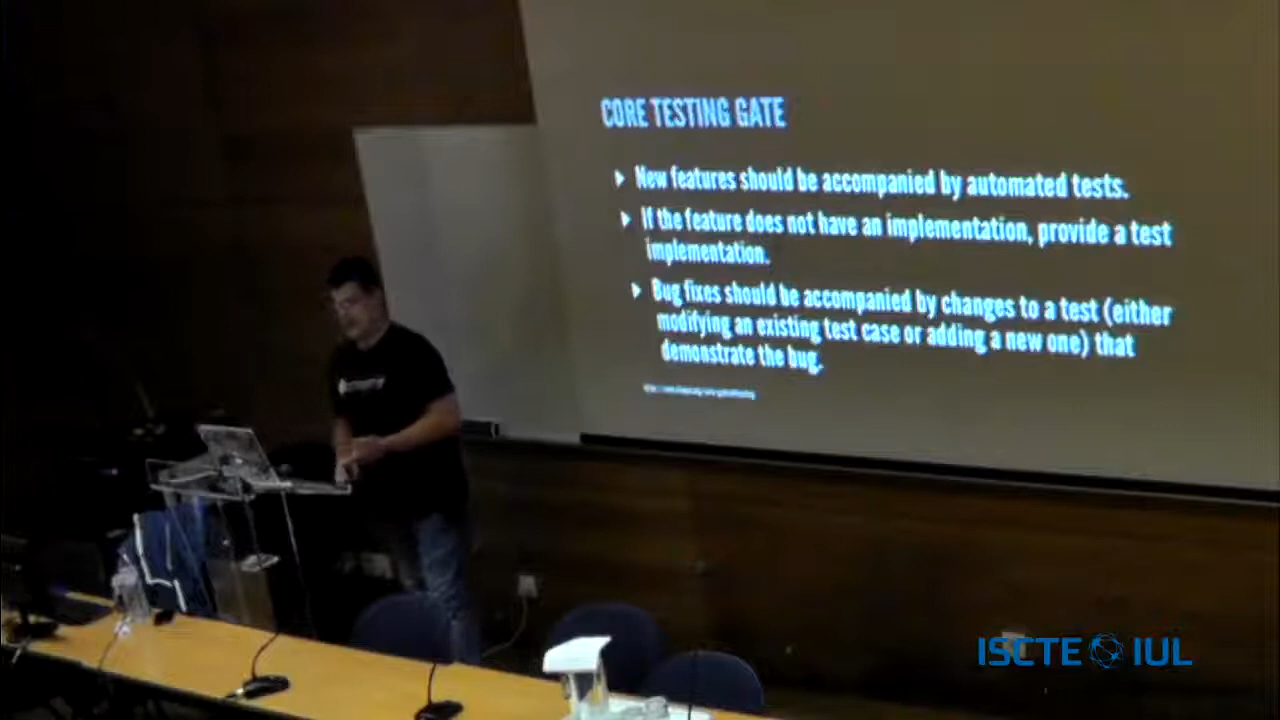 CORE TESTING GATE
New features should be accompanied by automated tests.
If the feature does not have an implementation, provide a test
implementation.
Bug fixes should be accompanied by changes to a test (either
modifying an existing test case or adding a new one) that
demonstrate the bug.
ISCTE IUL